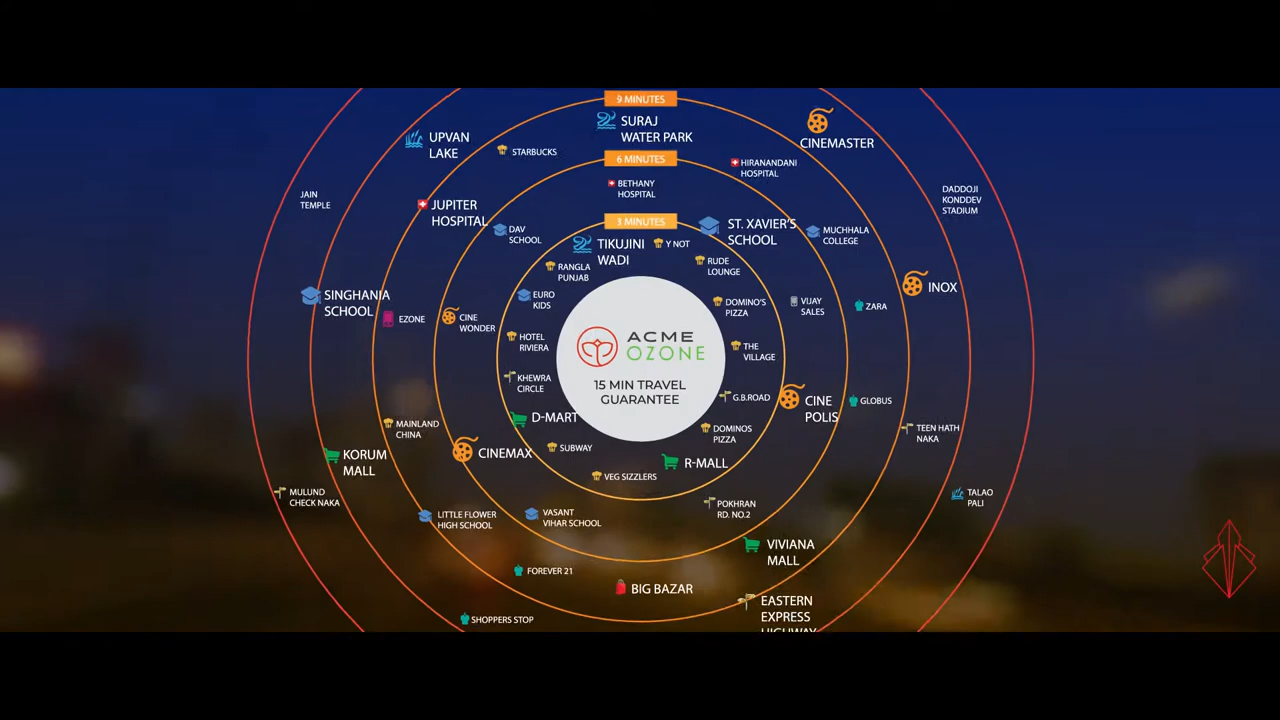 9 MINUTES
SURAJ
WATER PARK
CINEMASTER
UPVAN
LAKE
STARBUCKS
6 MINUTES
HIRANANDANI
HOSPITAL
BETHANY
HOSPITAL
JAIN
TEMPLE
DADDOJI
KONDDEV
STADIUM
JUPITER
HOSPITAL
3 MINUTES
DAV
SCHOOL
ST. XAVIER'S
SCHOOL
MUCHHALA
COLLEGE
TIKUJINI
WADI
Y NOT
RANGLA
PUNJAB
RUDE
LOUNGE
SINGHANIA
SCHOOL
EURO
KIDS
INOX
DOMINO'S
PIZZA
VIJAY
SALES
ZARA
EZONE
CINE
WONDER
HOTEL
RIVIERA
ACME
OZONE
15 MIN TRAVEL
GUARANTEE
THE
VILLAGE
KHEWRA
CIRCLE
G.B.ROAD
CINE
POLIS
GLOBUS
D-MART
MAINLAND
CHINA
DOMINOS
PIZZA
TEEN HATH
NAKA
KORUM
MALL
CINEMAX
SUBWAY
R-MALL
VEG SIZZLERS
MULUND
CHECK NAKA
TALAO
PALI
POKHRAN
RD. NO.2
LITTLE FLOWER
HIGH SCHOOL
VASANT
VIHAR SCHOOL
VIVIANA
MALL
FOREVER 21
BIG BAZAR
EASTERN
EXPRESS
HIGHWAY
SHOPPERS STOP